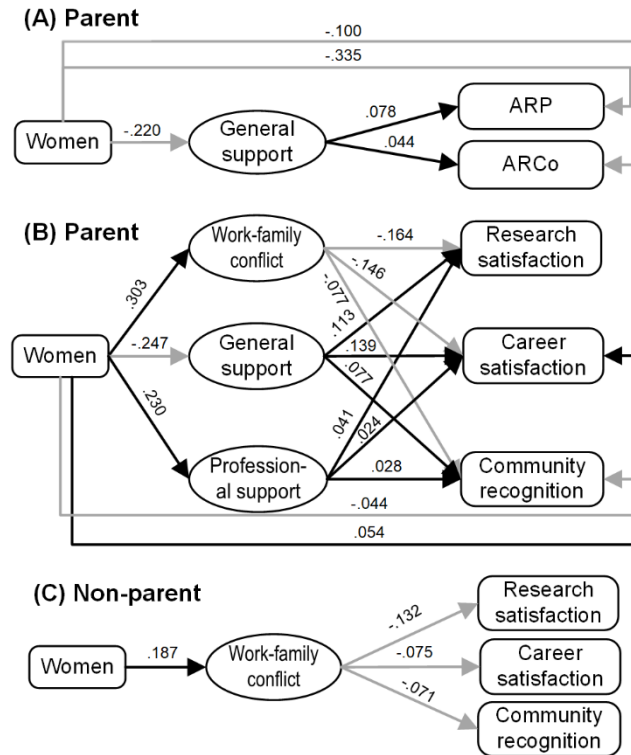 (A) Parent
-.100
-.335
Women
-.220
General
support
.078
.044
ARP
ARCo
(B) Parent
Work-family
conflict
-.164
-.146
-.077
Research
satisfaction
.303
.113
Women
-.247
General
support
.139
.077
Career
satisfaction
.230
.041
.024
Profession-
al support
.028
Community
recognition
-.044
.054
(C) Non-parent
Research
satisfaction
-.132
Women
.187
Work-family
conflict
-.075
Career
satisfaction
-.071
Community
recognition